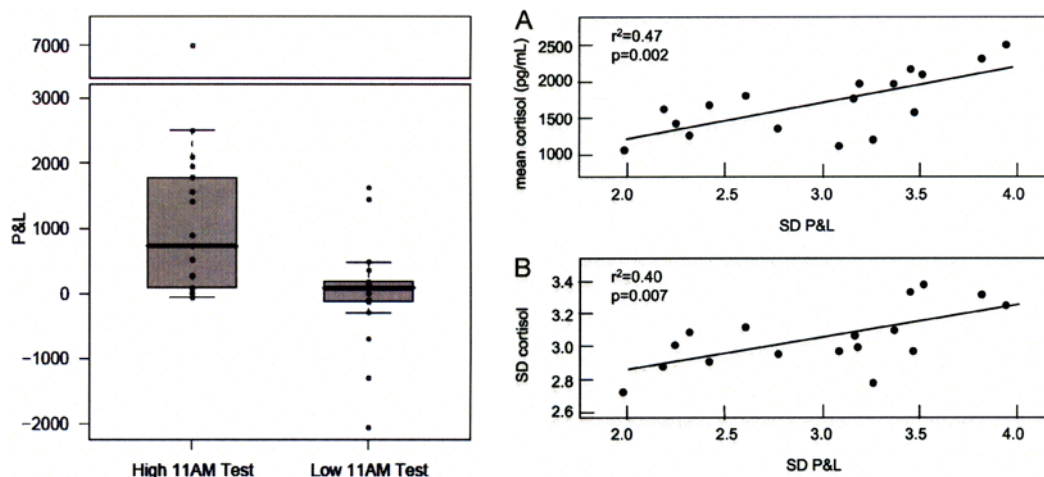 7000
3000
2000
1000
0
-1000
-2000
P&L
High 11AM Test
Low 11AM Test
A
r²=0.47
p=0.002
mean cortisol (pg/mL)
2500
2000
1500
1000
2.0 2.5 3.0 3.5 4.0
SD P&L
B
r²=0.40
p=0.007
SD cortisol
3.4
3.2
3.0
2.8
2.6
2.0 2.5 3.0 3.5 4.0
SD P&L